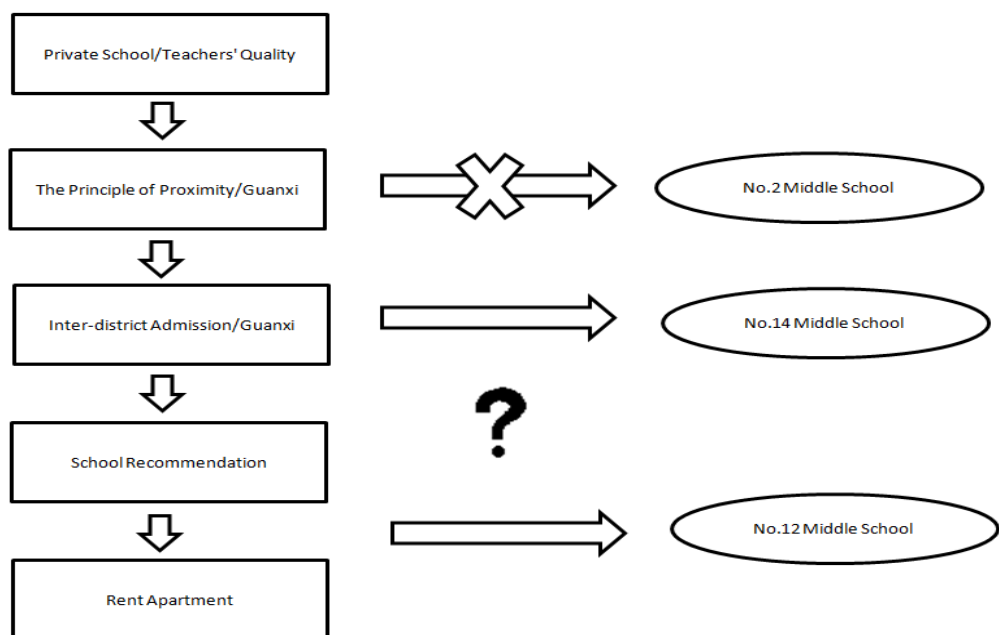 Private School/Teachers' Quality
The Principle of Proximity/Guanxi
No.2 Middle School
Inter-district Admission/Guanxi
No.14 Middle School
?
School Recommendation
No.12 Middle School
Rent Apartment